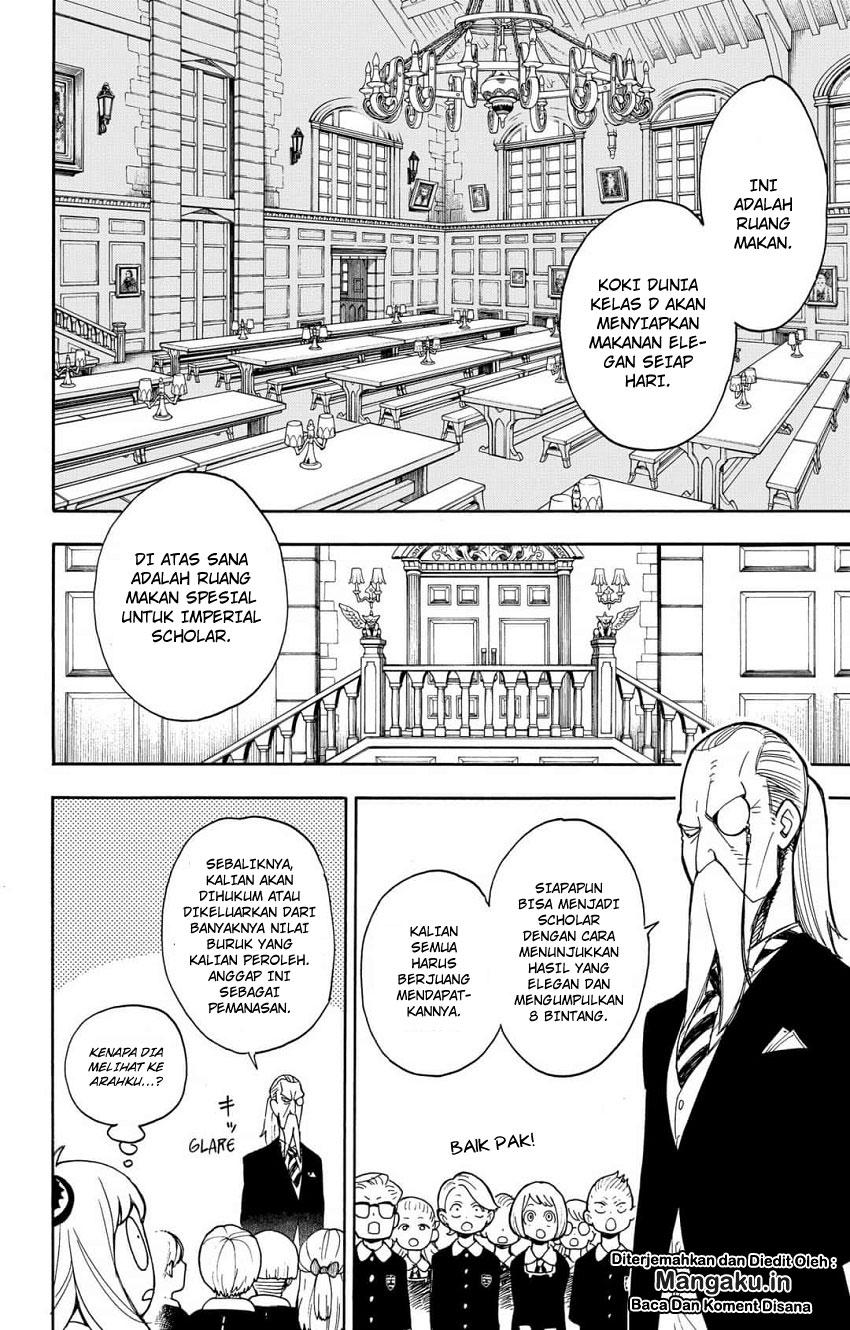 INI
ADALAH
RUANG
MAKAN.
KOKI DUNIA
KELAS D AKAN
MENYIAPKAN
MAKANAN ELE-
GAN SEIAP
HARI.
DI ATAS SANA
ADALAH RUANG
MAKAN SPESIAL
UNTUK IMPERIAL
SCHOLAR.
SIAPAPUN
BISA MENJADI
SCHOLAR
DENGAN CARA
MENUNJUKKAN
HASIL YANG
ELEGAN DAN
MENGUMPULKAN
8 BINTANG.
KALIAN
SEMUA
HARUS
BERJUANG
MENDAPAT-
KANNYA.
BAIK PAK!
SEBALIKNYA,
KALIAN AKAN
DIHUKUM ATAU
DIKELUARKAN DARI
BANYAKNYA NILAI
BURUK YANG
KALIAN PEROLEH.
ANGGAP INI
SEBAGAI
PEMANASAN.
KENAPA DIA
MELIHAT KE
ARAHKU...?
キッ
GLARE
Diterjemahkan dan Diedit Oleh :
Mangaku.in
Baca Dan Koment Disana